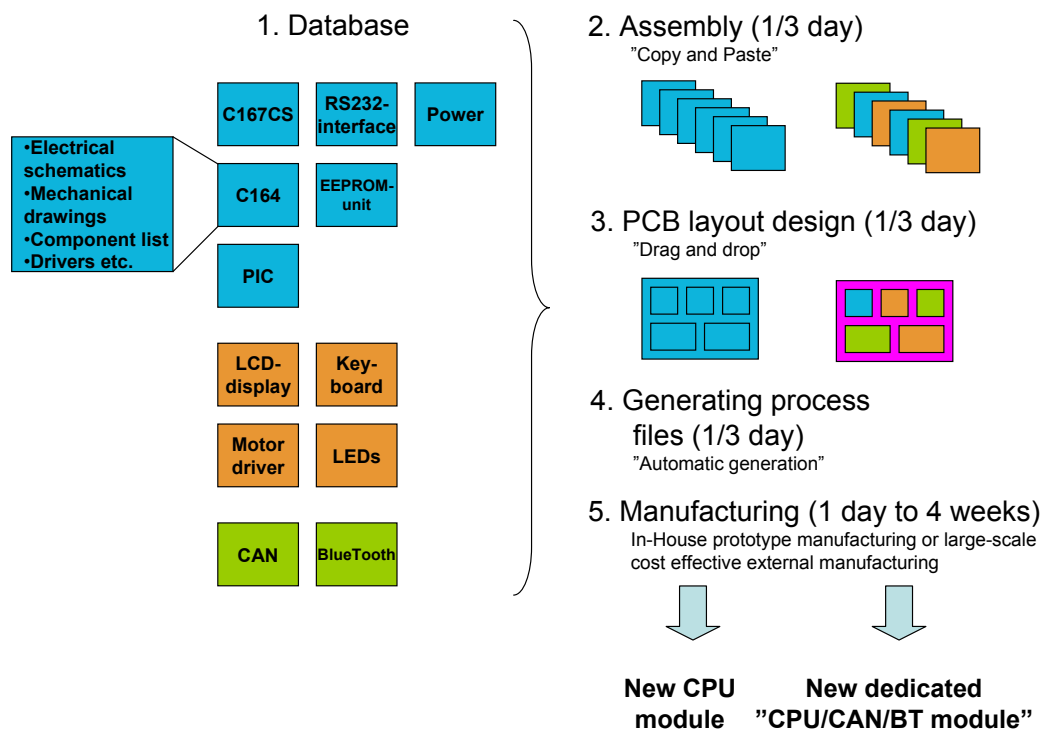 1. Database
C167CS
RS232-
interface
Power
•Electrical
schematics
•Mechanical
drawings
•Component list
•Drivers etc.
C164
EEPROM-
unit
PIC
LCD-
display
Key-
board
Motor
driver
LEDs
CAN
BlueTooth
2. Assembly (1/3 day)
”Copy and Paste”
3. PCB layout design (1/3 day)
”Drag and drop”
4. Generating process
files (1/3 day)
”Automatic generation”
5. Manufacturing (1 day to 4 weeks)
In-House prototype manufacturing or large-scale
cost effective external manufacturing
New CPU
module
New dedicated
”CPU/CAN/BT module”